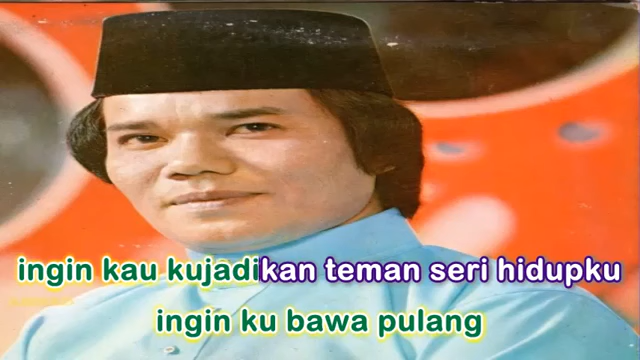 ingin kau kujadikan teman seri hidupku
ingin ku bawa pulang